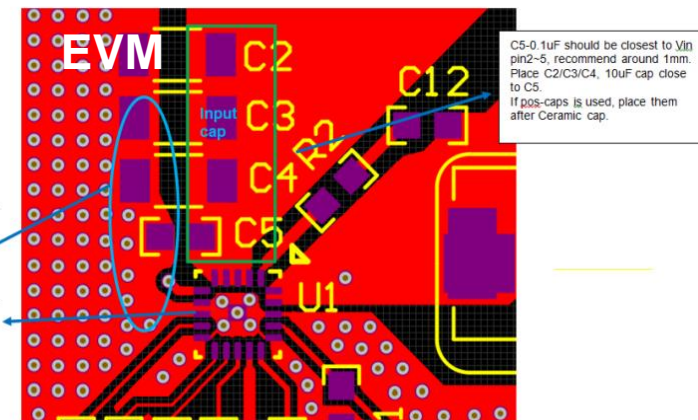 EVM
C2
C5-0.1uF should be closest to Vin
pin2~5, recommend around 1mm.
Place C2/C3/C4, 10uF cap close
to C5.
If pos-caps is used, place them
after Ceramic cap.
C12
Input
cap
C3
R2
C4
C5
U1
1